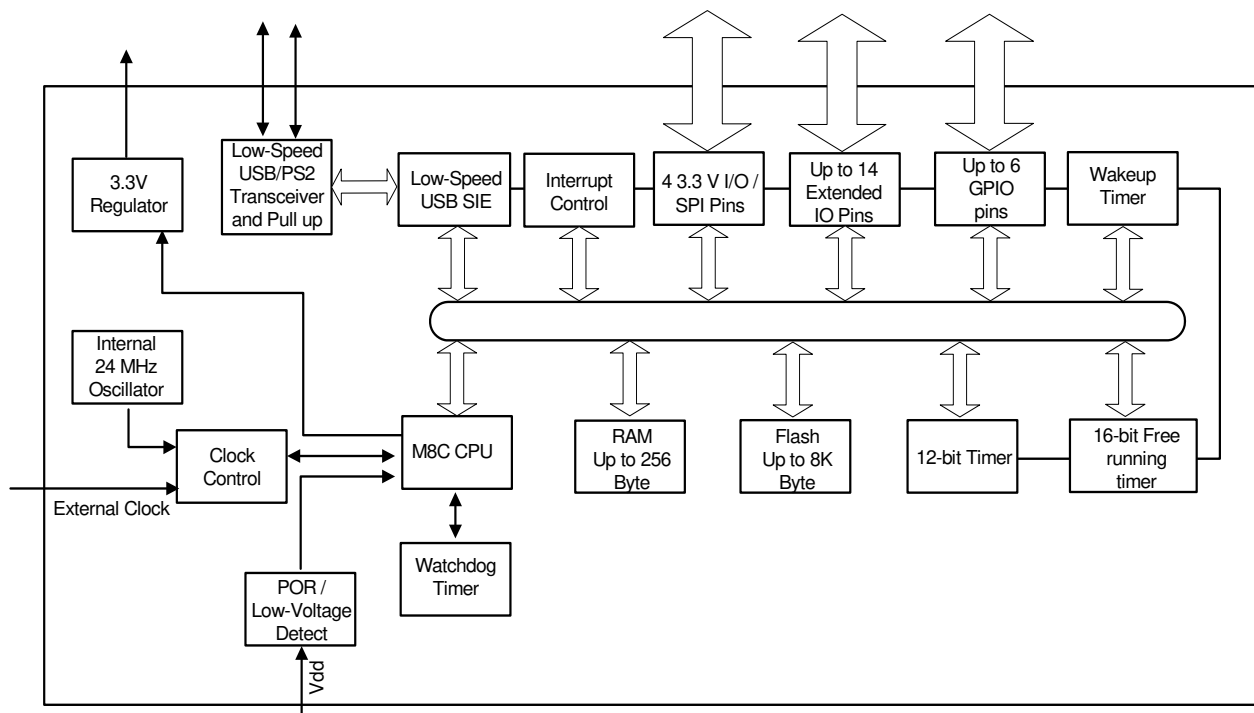 3.3V
Regulator
Low-Speed
USB/PS2
Transceiver
and Pull up
Low-Speed
USB SIE
Interrupt
Control
4 3.3 V I/O /
SPI Pins
Up to 14
Extended
IO Pins
Up to 6
GPIO
pins
Wakeup
Timer
Internal
24 MHz
Oscillator
Clock
Control
External Clock
M8C CPU
RAM
Up to 256
Byte
Flash
Up to 8K
Byte
12-bit Timer
16-bit Free
running
timer
Watchdog
Timer
POR /
Low-Voltage
Detect
Vdd